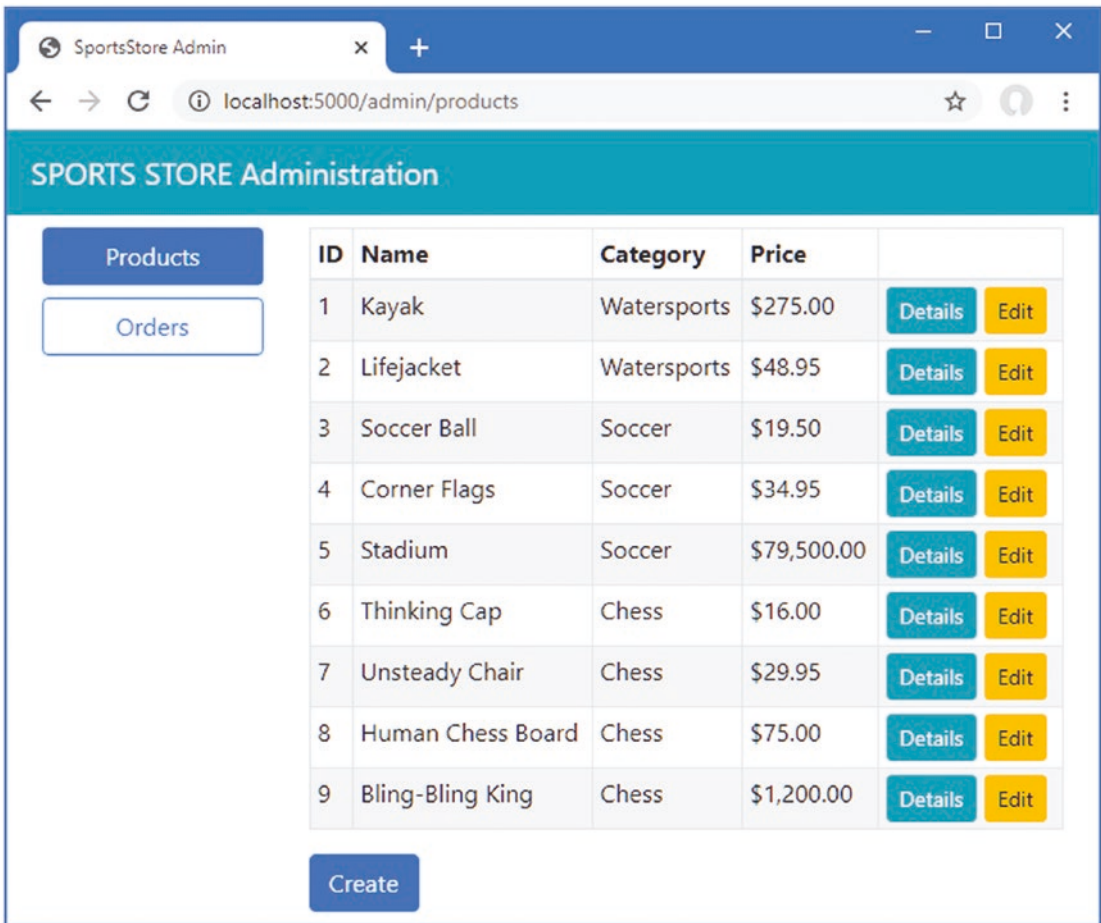 SportsStore Admin
localhost:5000/admin/products
SPORTS STORE Administration
Products
Orders
ID Name Category Price
1 Kayak Watersports $275.00 Details Edit
2 Lifejacket Watersports $48.95 Details Edit
3 Soccer Ball Soccer $19.50 Details Edit
4 Corner Flags Soccer $34.95 Details Edit
5 Stadium Soccer $79,500.00 Details Edit
6 Thinking Cap Chess $16.00 Details Edit
7 Unsteady Chair Chess $29.95 Details Edit
8 Human Chess Board Chess $75.00 Details Edit
9 Bling-Bling King Chess $1,200.00 Details Edit
Create